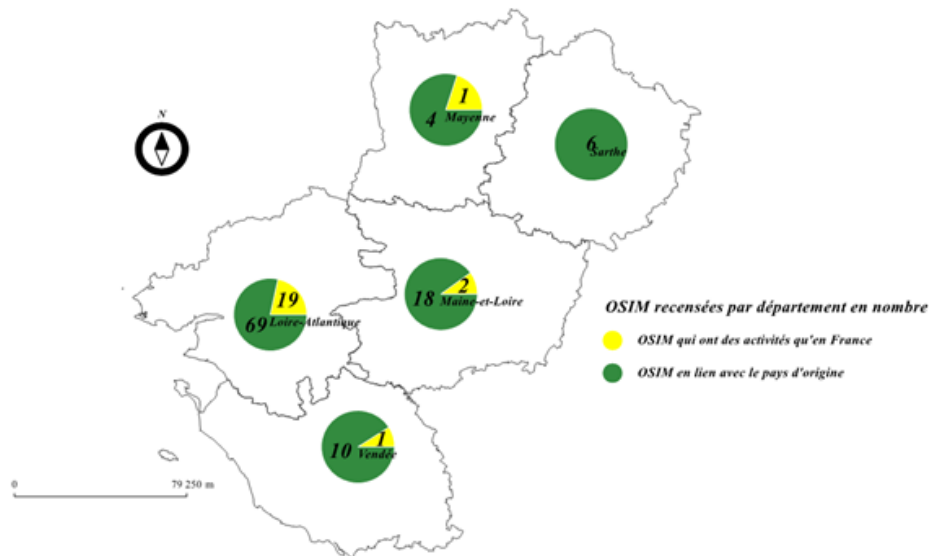 N
1
4 Mayenne
6
Sarthe
2
18 Maine-et-Loire
19
69 Loire-Atlantique
OSIM recensées par département en nombre
OSIM qui ont des activités qu'en France
OSIM en lien avec le pays d'origine
1
10 Vendée
0 79 250 m